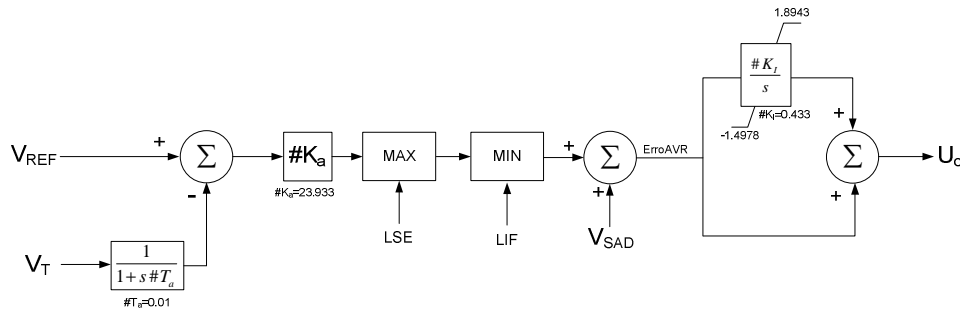 1.8943
#K_I
s
#K_I=0.433
-1.4978
V_REF
+
Σ
-
#K_a
#K_a=23.933
MAX
LSE
MIN
LIF
+
Σ
+
V_SAD
ErroAVR
+
Σ
+
U_c
V_T
1
1+s#T_a
#T_a=0.01